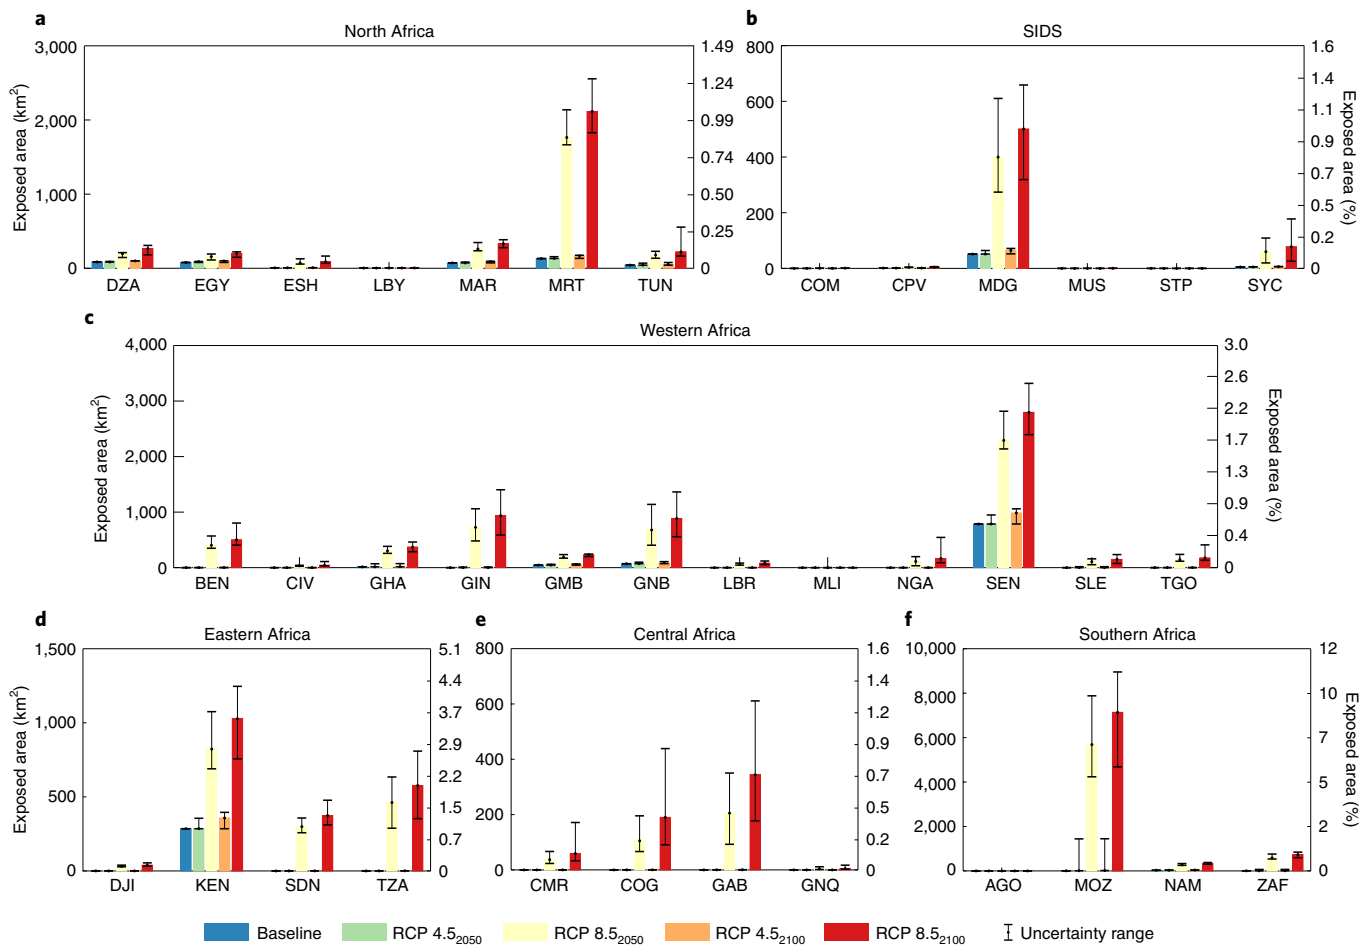 a
North Africa
Exposed area (km2)
3,000
2,000
1,000
0
1.49
1.24
0.99
0.74
0.50
0.25
0
DZA EGY ESH LBY MAR MRT TUN
b
SIDS
800
600
400
200
0
1.6
1.4
1.1
0.9
0.7
0.5
0.2
0
Exposed area (%)
COM CPV MDG MUS STP SYC
c
Western Africa
Exposed area (km2)
4,000
3,000
2,000
1,000
0
3.0
2.6
2.2
1.7
1.3
0.9
0.4
0
Exposed area (%)
BEN CIV GHA GIN GMB GNB LBR MLI NGA SEN SLE TGO
d
Eastern Africa
Exposed area (km2)
1,500
1,000
500
0
5.1
4.4
3.7
2.9
2.2
1.5
0.7
0
DJI KEN SDN TZA
e
Central Africa
800
600
400
200
0
1.6
1.4
1.2
0.9
0.7
0.5
0.2
0
CMR COG GAB GNQ
f
Southern Africa
10,000
8,000
6,000
4,000
2,000
0
12
10
7
5
2
0
Exposed area (%)
AGO MOZ NAM ZAF
Baseline RCP 4.52050 RCP 8.52050 RCP 4.52100 RCP 8.52100 Uncertainty range